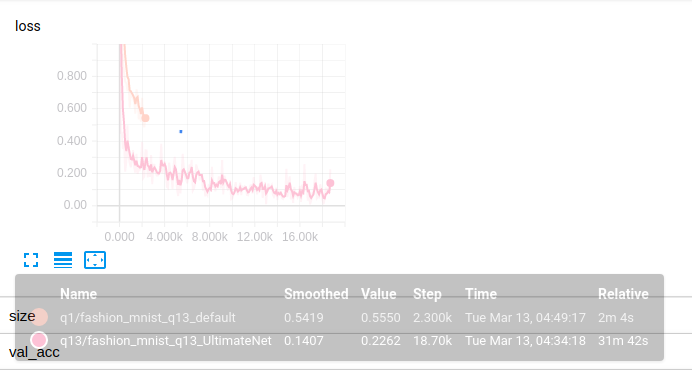 loss
0.800
0.600
0.400
0.200
0.00
0.000 4.000k 8.000k 12.00k 16.00k
Name Smoothed Value Step Time Relative
size q1/fashion_mnist_q13_default 0.5419 0.5550 2.300k Tue Mar 13, 04:49:17 2m 4s
q13/fashion_mnist_q13_UltimateNet 0.1407 0.2262 18.70k Tue Mar 13, 04:34:18 31m 42s
val_acc